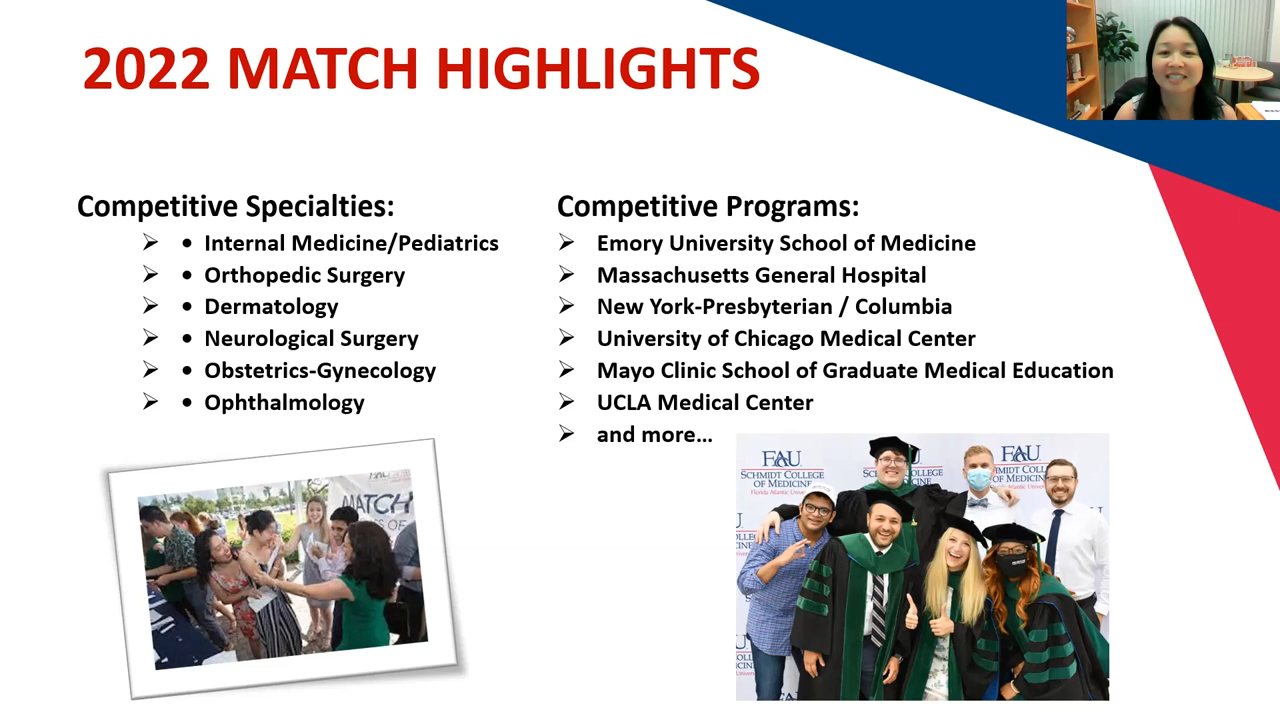 2022 MATCH HIGHLIGHTS
Competitive Specialties:
• Internal Medicine/Pediatrics
• Orthopedic Surgery
• Dermatology
• Neurological Surgery
• Obstetrics-Gynecology
• Ophthalmology
Competitive Programs:
Emory University School of Medicine
Massachusetts General Hospital
New York-Presbyterian / Columbia
University of Chicago Medical Center
Mayo Clinic School of Graduate Medical Education
UCLA Medical Center
and more…
MATCH
FAU
SCHMIDT COLLEGE
OF MEDICINE
Florida Atlantic
FAU
SCHMIDT COLLEGE
OF MEDICINE